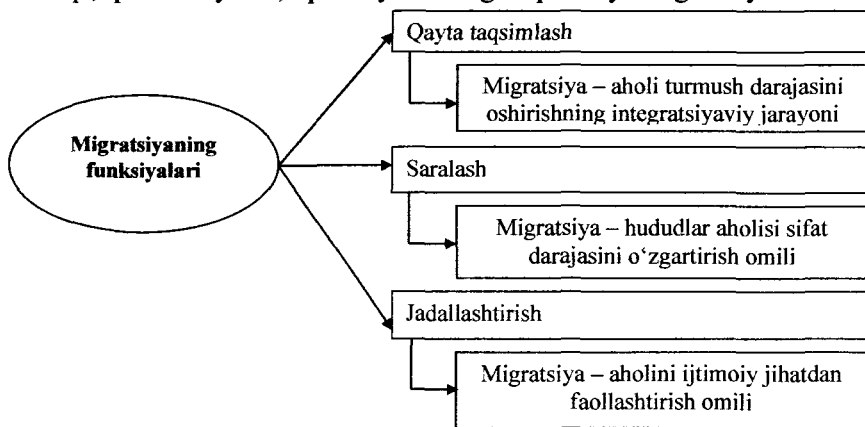 Qayta taqsimlash
Migratsiya – aholi turmush darajasini
oshirishning integratsiyaviy jarayoni
Migratsiyaning
funksiyalari
Saralash
Migratsiya – hududlar aholisi sifat
darajasini o‘zgartirish omili
Jadallashtirish
Migratsiya – aholini ijtimoiy jihatdan
faollashtirish omili